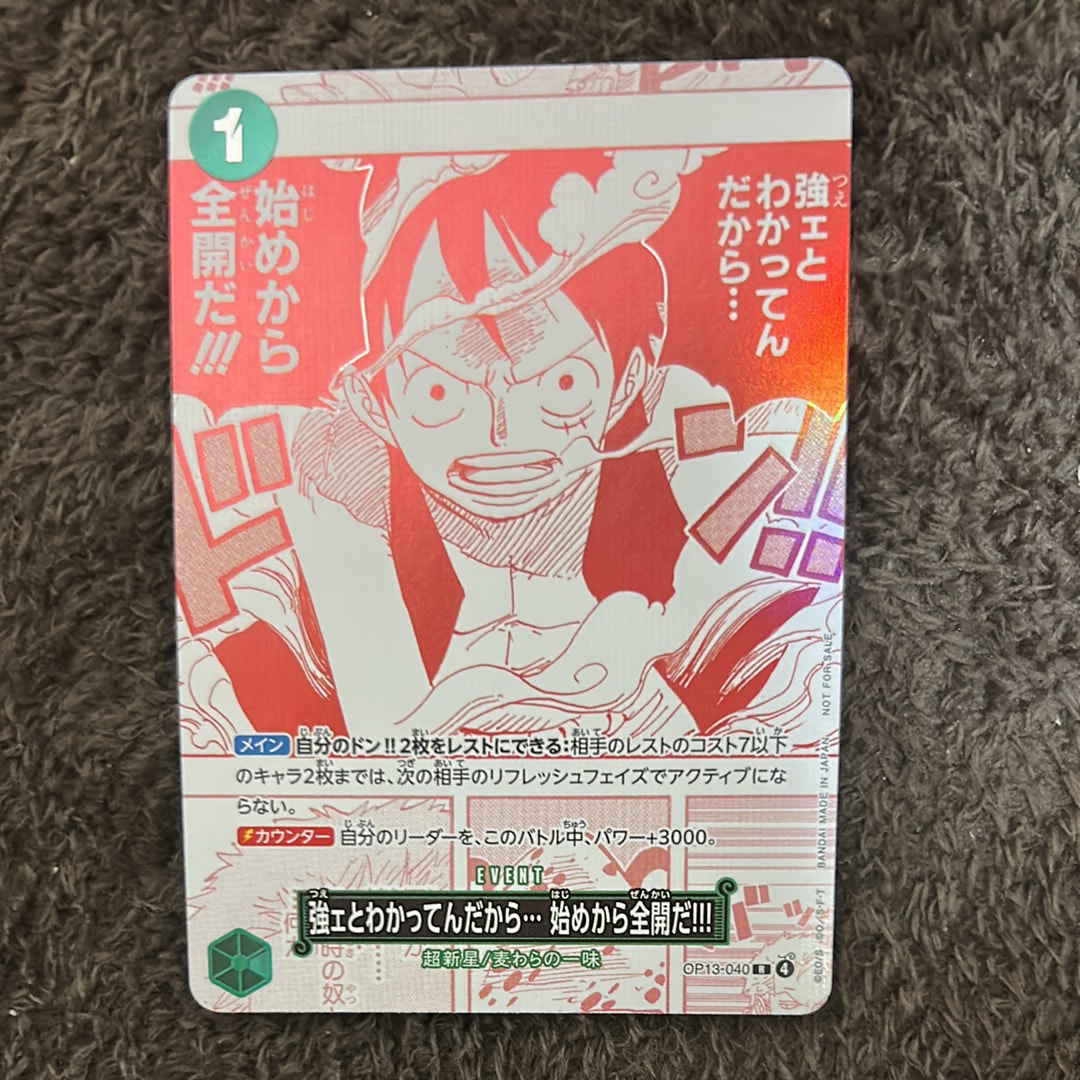 1
強ェと
わかってん
だから…
始めから
全開だ!!!
ドン!!
メイン 自分のドン!!2枚をレストにできる:相手のレストのコスト7以下
のキャラ2枚までは、次の相手のリフレッシュフェイズでアクティブにな
らない。
カウンター 自分のリーダーを、このバトル中、パワー+3000。
EVENT
強ェとわかってんだから… 始めから全開だ!!!
超新星/麦わらの一味
OP13-040 R 4
©E.O/S ©O/S・F・T BANDAI MADE IN JAPAN NOT FOR SALE
時の奴